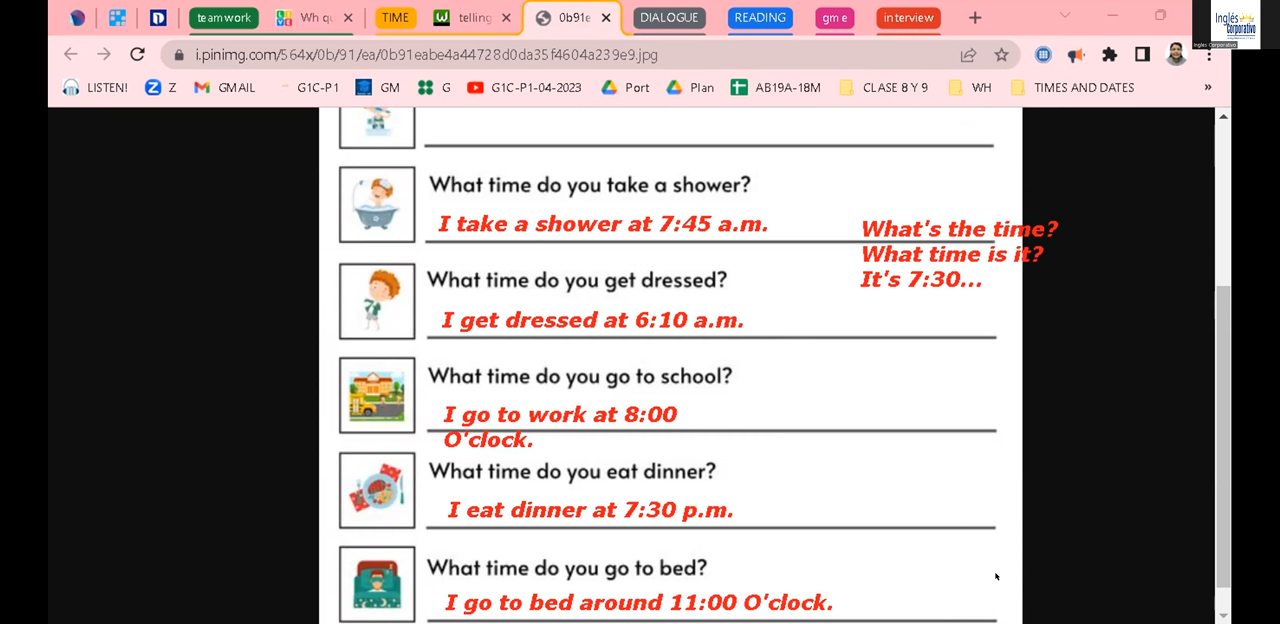 teamwork
Wh qu
TIME
telling
0b91e
DIALOGUE
READING
gm e
interview
Inglés
Corporativo
Inglés Corporativo
i.pinimg.com/564x/0b/91/ea/0b91eabe4a44728d0da35f4604a239e9.jpg
LISTEN!
Z
GMAIL
G1C-P1
GM
G
G1C-P1-04-2023
Port
Plan
AB19A-18M
CLASE 8 Y 9
WH
TIMES AND DATES
»
What time do you take a shower?
I take a shower at 7:45 a.m.
What's the time?
What time is it?
It's 7:30...
What time do you get dressed?
I get dressed at 6:10 a.m.
What time do you go to school?
I go to work at 8:00
O'clock.
What time do you eat dinner?
I eat dinner at 7:30 p.m.
What time do you go to bed?
I go to bed around 11:00 O'clock.